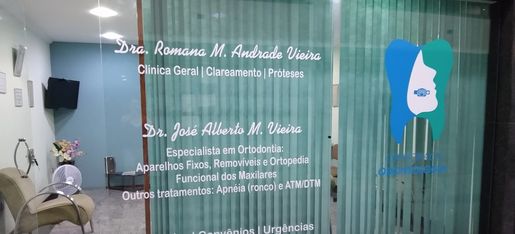 Dra. Romana M. Andrade Vieira
Clínica Geral | Clareamento | Próteses
Dr. José Alberto M. Vieira
Especialista em Ortodontia:
Aparelhos Fixos, Removíveis e Ortopedia
Funcional dos Maxilares
Outros tratamentos: Apnéia (ronco) e ATM/DTM
| Convênios | Urgências